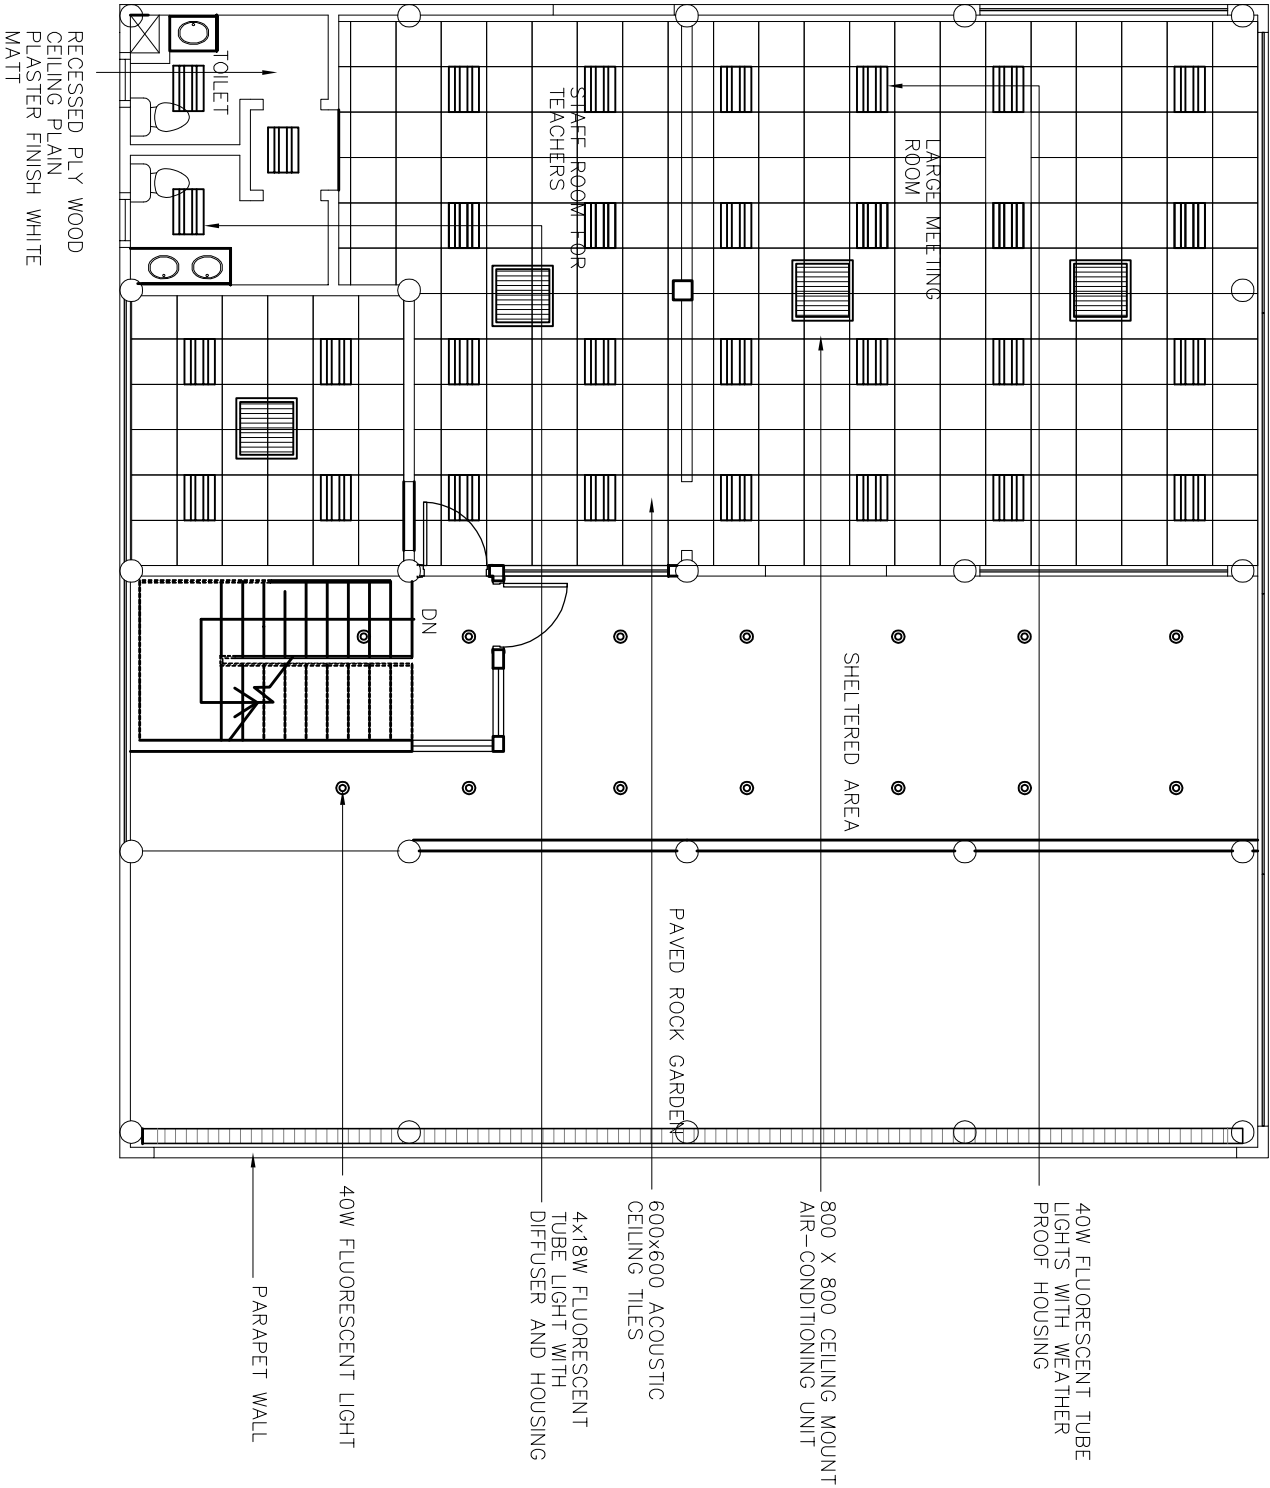 40W FLUORESCENT TUBE
LIGHTS WITH WEATHER
PROOF HOUSING
LARGE MEETING
ROOM
SHELTERED AREA
800 X 800 CEILING MOUNT
AIR-CONDITIONING UNIT
PAVED ROCK GARDEN
600x600 ACOUSTIC
CEILING TILES
STAFF ROOM FOR
TEACHERS
4x18W FLUORESCENT
TUBE LIGHT WITH
DIFFUSER AND HOUSING
DN
40W FLUORESCENT LIGHT
PARAPET WALL
TOILET
RECESSED PLY WOOD
CEILING PLAIN
PLASTER FINISH WHITE
MATT